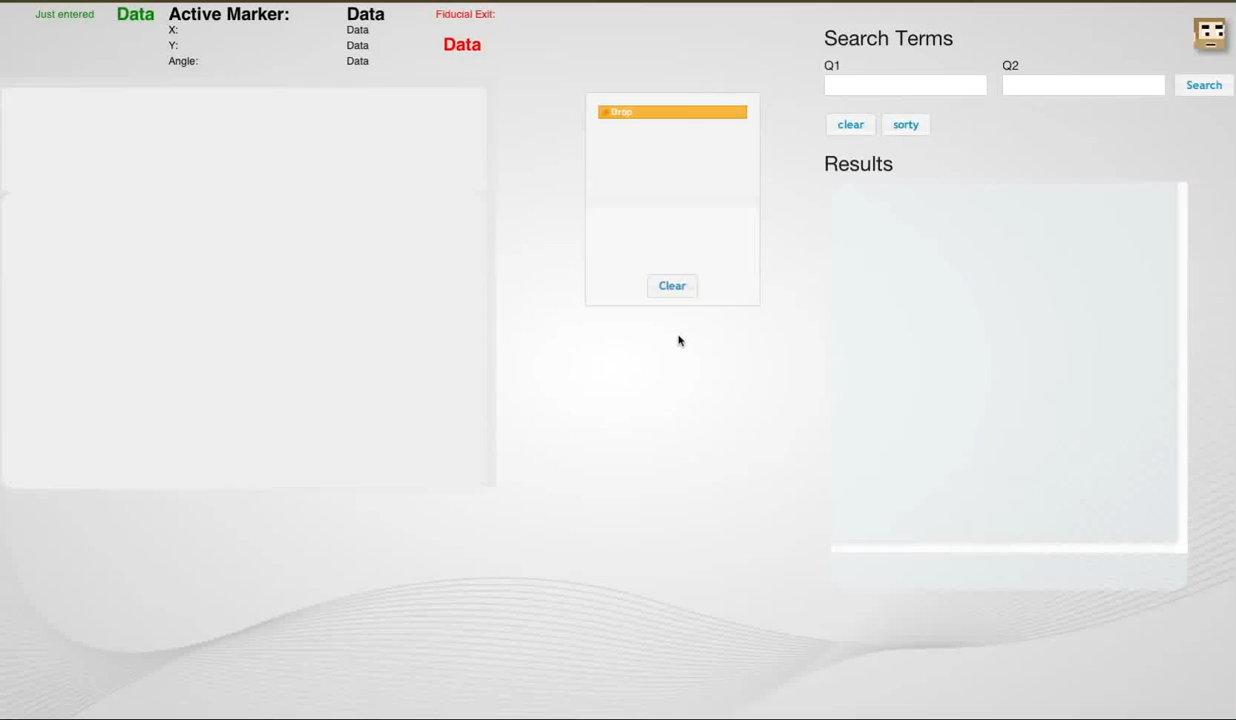 Just entered Data Active Marker: Data Fiducial Exit:
X: Data
Y: Data Data
Angle: Data
Search Terms
Q1 Q2
Search
clear sorty
Results
Drop
Clear